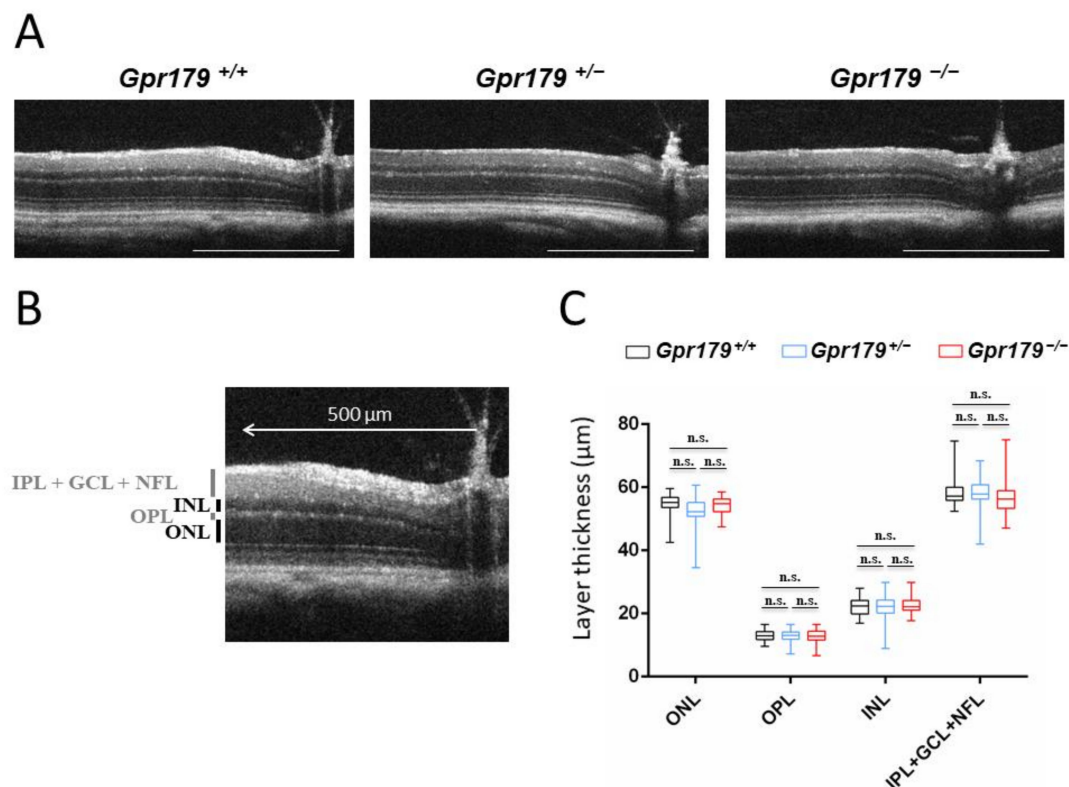 A
Gpr179 +/+ Gpr179 +/− Gpr179 −/−
B
500 µm
IPL + GCL + NFL
INL
OPL
ONL
C
Gpr179+/+ Gpr179+/− Gpr179−/−
Layer thickness (µm)
80
60
40
20
0
n.s.
n.s. n.s.
n.s.
n.s. n.s.
n.s.
n.s. n.s.
n.s.
n.s. n.s.
ONL
OPL
INL
IPL+GCL+NFL